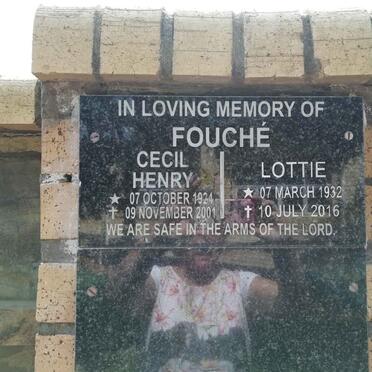 IN LOVING MEMORY OF
FOUCHÉ
CECIL
HENRY
★ 07 OCTOBER 1924
✝ 09 NOVEMBER 2001
LOTTIE
★ 07 MARCH 1932
✝ 10 JULY 2016
WE ARE SAFE IN THE ARMS OF THE LORD.